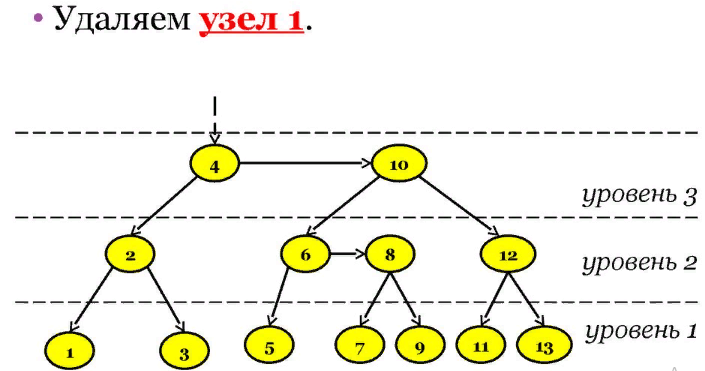 • Удаляем узел 1.
4 10
уровень 3
2 6 8 12
уровень 2
1 3 5 7 9 11 13
уровень 1